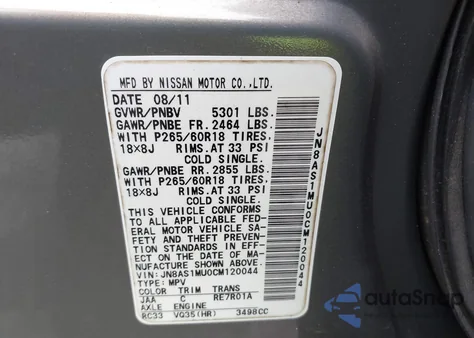 MFD BY NISSAN MOTOR CO.,LTD.
DATE 08/11
GVWR/PNBV 5301 LBS.
GAWR/PNBE FR. 2464 LBS.
WITH P265/60R18 TIRES
18x8J RIMS.AT 33 PSI
COLD SINGLE.
GAWR/PNBE RR. 2855 LBS.
WITH P265/60R18 TIRES
18x8J RIMS.AT 33 PSI
COLD SINGLE.
THIS VEHICLE CONFORMS
TO ALL APPLICABLE FED-
ERAL MOTOR VEHICLE SA-
FETY AND THEFT PREVEN-
TION STANDARDS IN EFF-
ECT ON THE DATE OF MA-
NUFACTURE SHOWN ABOVE.
VIN:JN8AS1MU0CM120044
TYPE: MPV
COLOR TRIM TRANS
JAA C RE7R01A
AXLE ENGINE
RC33 VQ35(HR) 3498CC
JN8AS1MU0CM120044
autoSnap